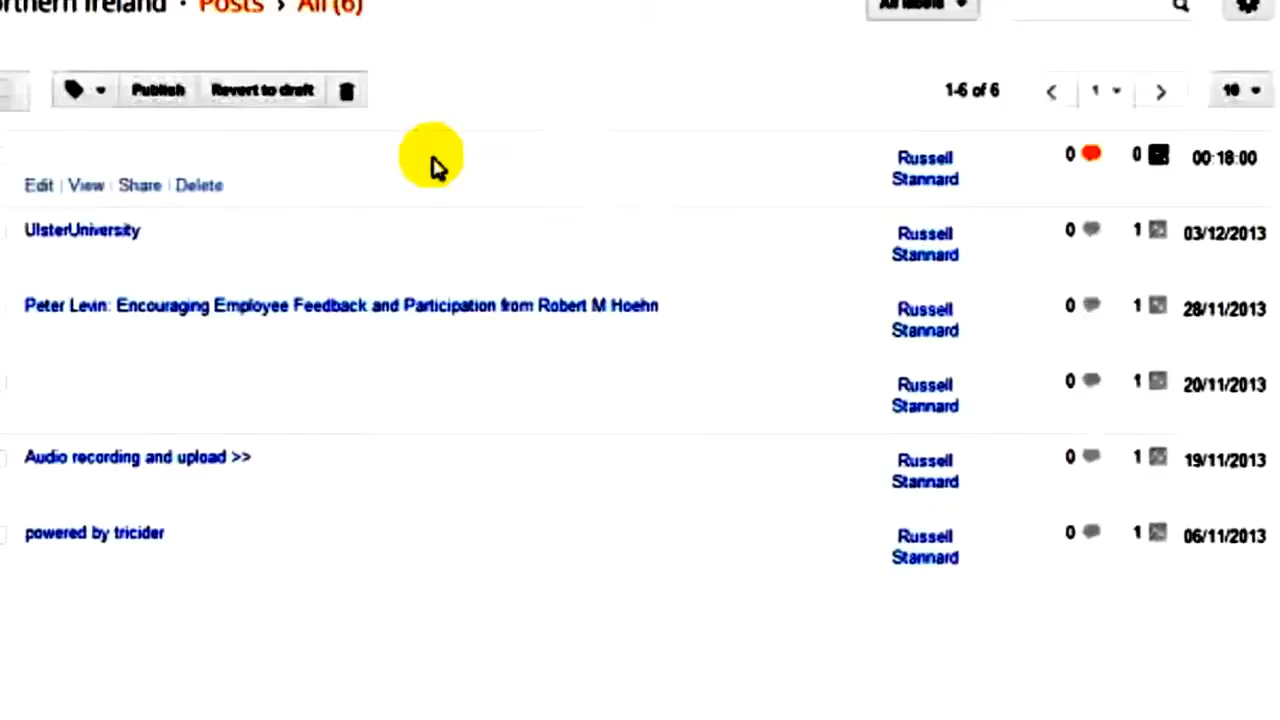 rthern Ireland · Posts › All (6)
All labels
Publish Revert to draft 1-6 of 6 1 10
Russell Stannard 0 0 00:18:00
Edit | View | Share | Delete
UlsterUniversity Russell Stannard 0 1 03/12/2013
Peter Levin: Encouraging Employee Feedback and Participation from Robert M Hoehn Russell Stannard 0 1 28/11/2013
Russell Stannard 0 1 20/11/2013
Audio recording and upload >> Russell Stannard 0 1 19/11/2013
powered by tricider Russell Stannard 0 1 06/11/2013